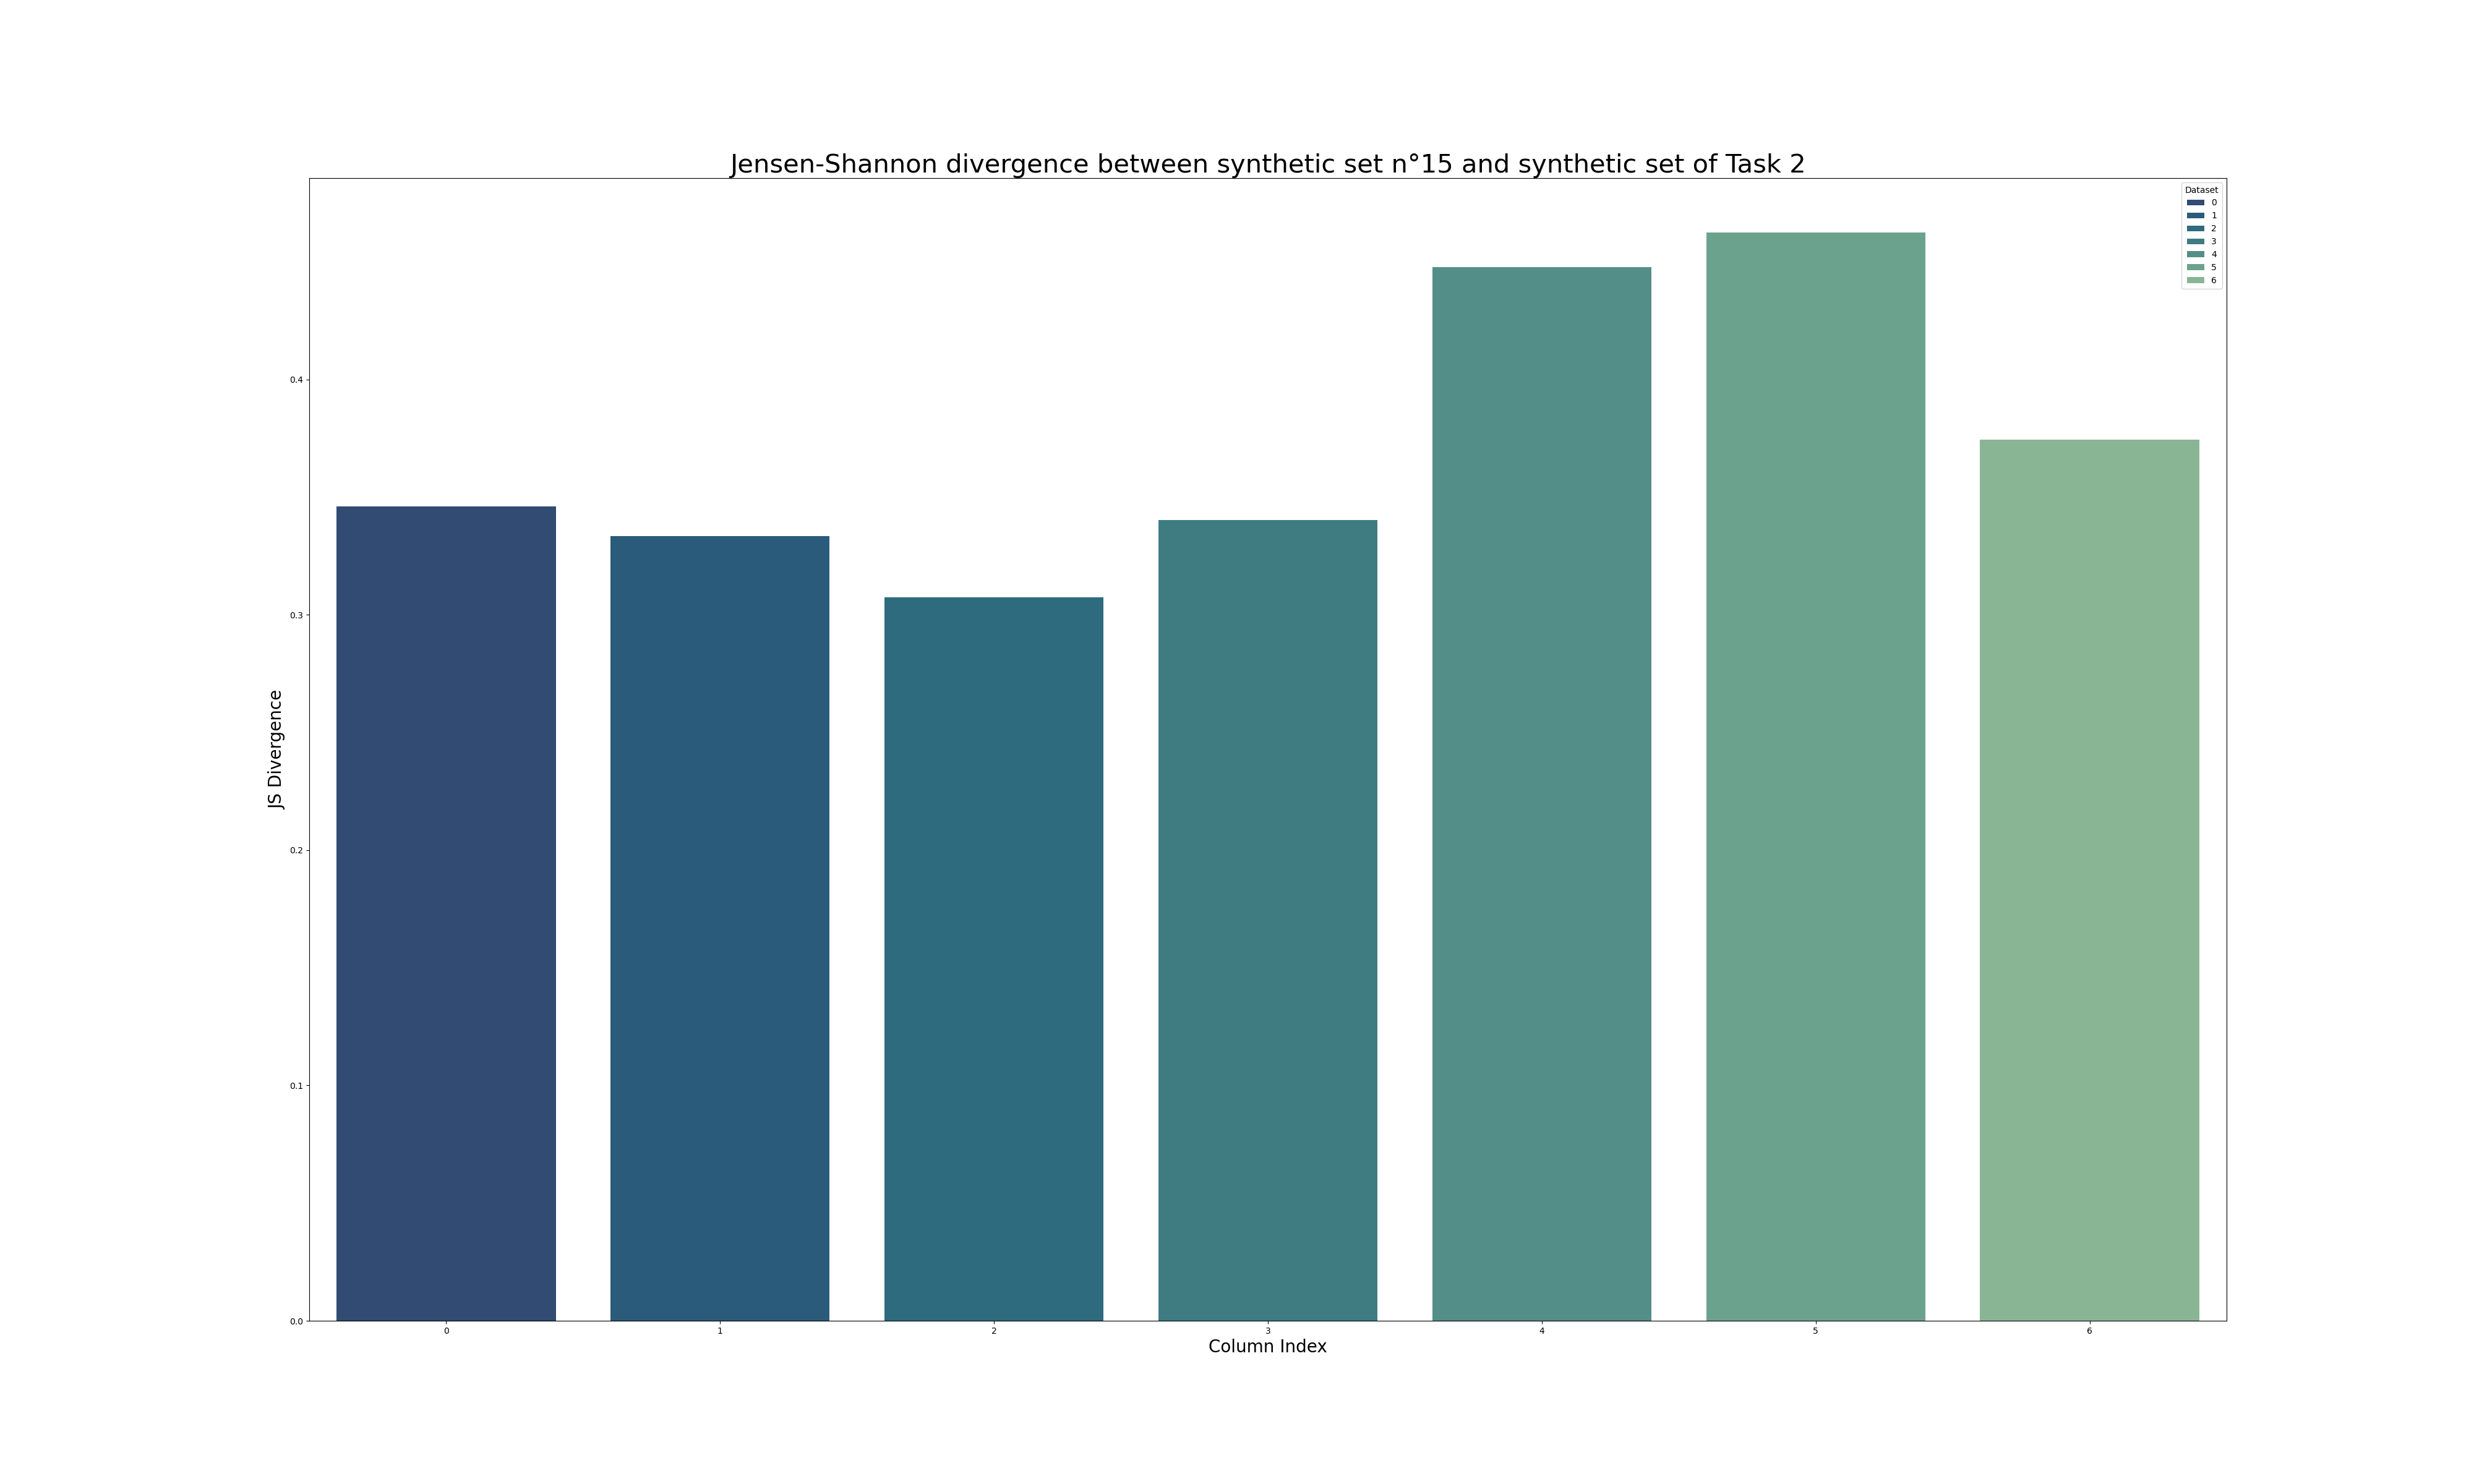 Jensen-Shannon divergence between synthetic set n°15 and synthetic set of Task 2
Dataset
0
1
2
3
4
5
6
JS Divergence
0.4
0.3
0.2
0.1
0.0
0 1 2 3 4 5 6
Column Index